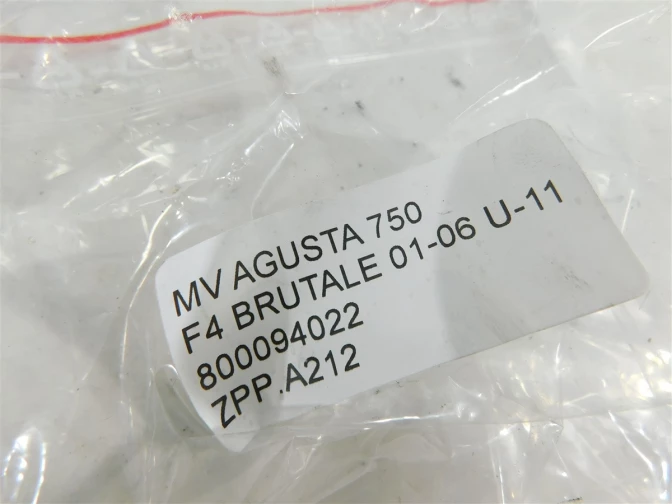 MV AGUSTA 750
F4 BRUTALE 01-06 U-11
800094022
ZPP.A212